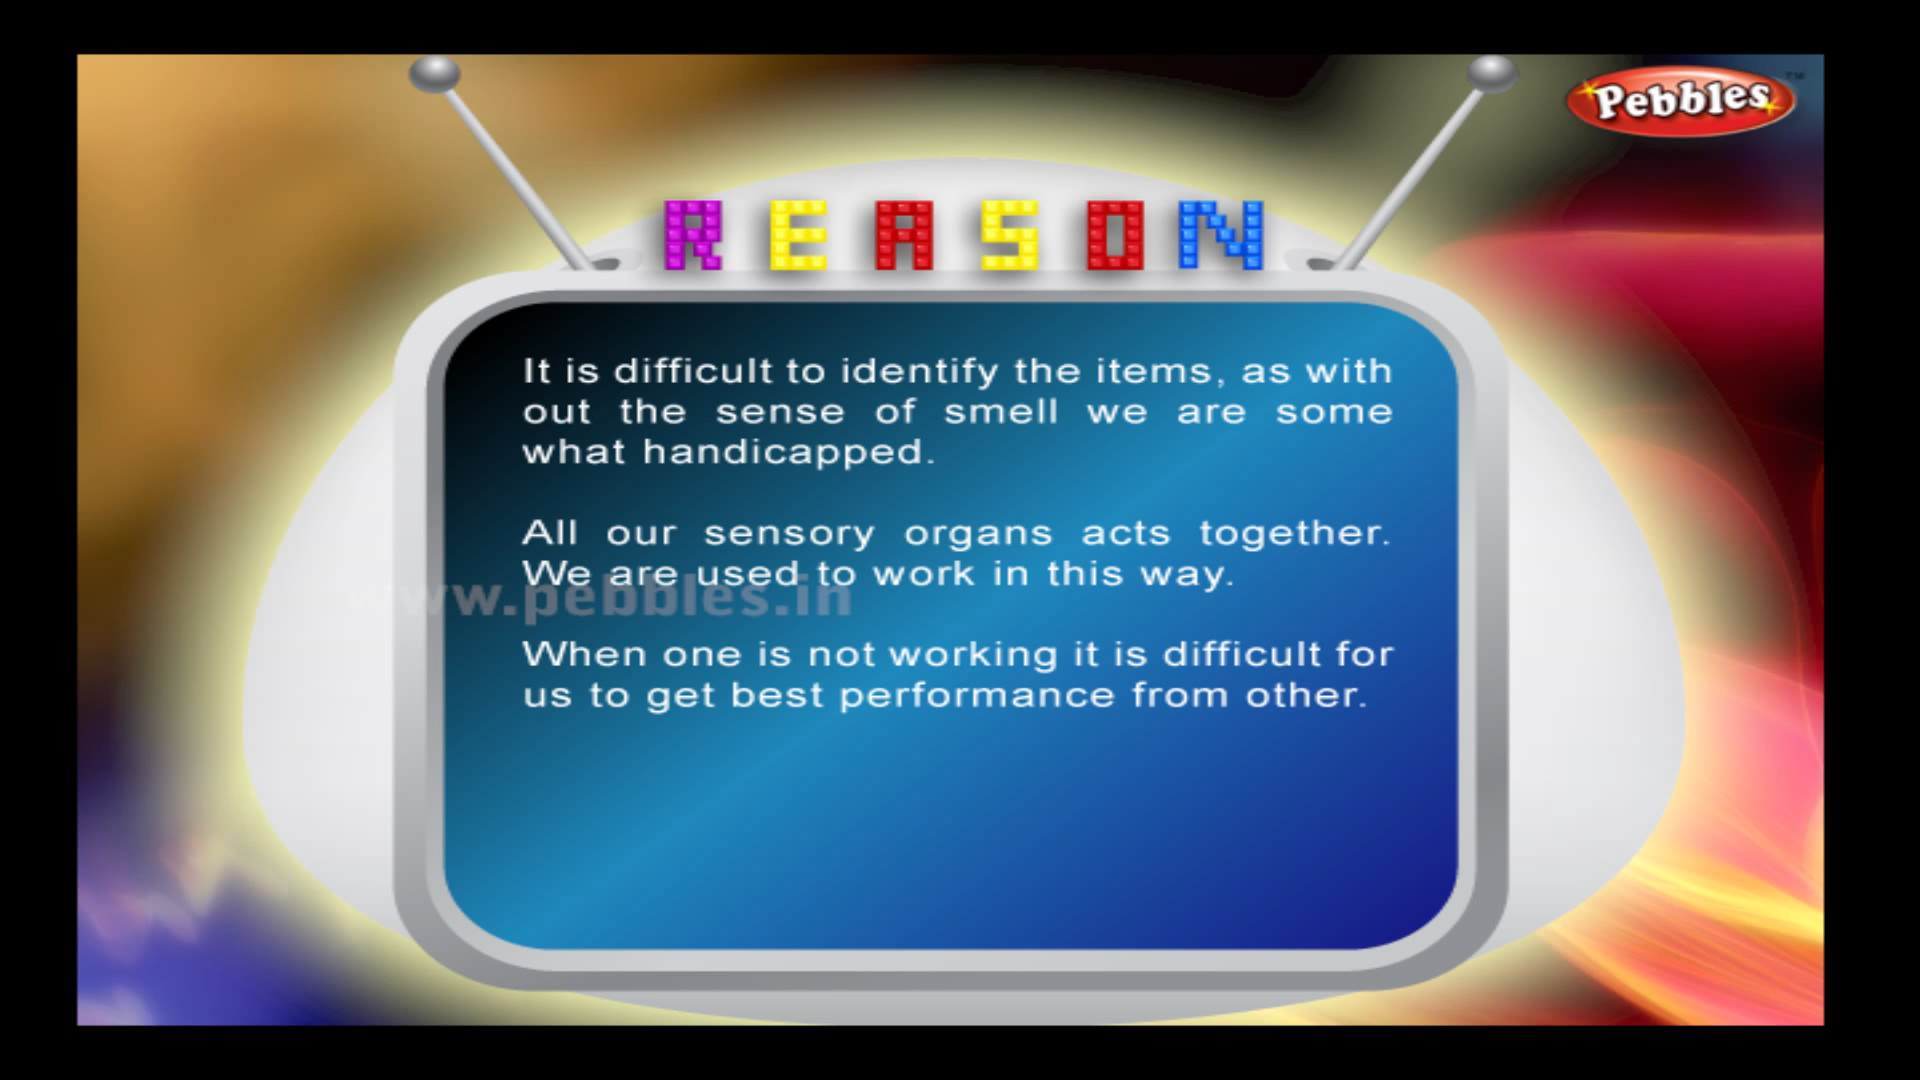 Pebbles TM
REASON
It is difficult to identify the items, as with
out the sense of smell we are some
what handicapped.
All our sensory organs acts together.
We are used to work in this way.
www.pebbles.in
When one is not working it is difficult for
us to get best performance from other.